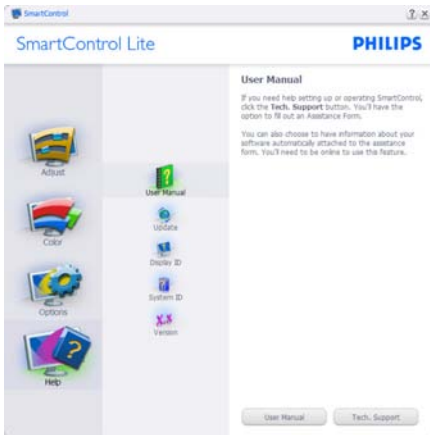 SmartControl
SmartControl Lite
PHILIPS
Adjust
Color
Options
Help
User Manual
Update
Display ID
System ID
X.x
Version
User Manual
If you need help setting up or operating SmartControl,
click the Tech. Support button. You'll have the
option to fill out an Assistance Form.
You can also choose to have information about your
software automatically attached to the assistance
form. You'll need to be online to use this feature.
User Manual
Tech. Support